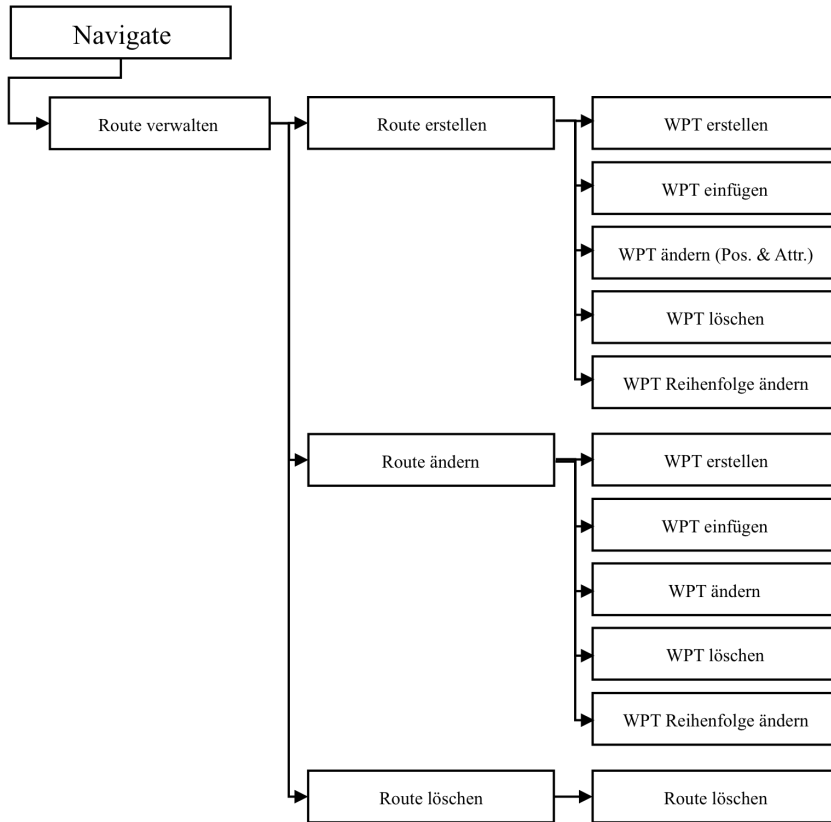 Navigate
Route verwalten
Route erstellen
WPT erstellen
WPT einfügen
WPT ändern (Pos. & Attr.)
WPT löschen
WPT Reihenfolge ändern
Route ändern
WPT erstellen
WPT einfügen
WPT ändern
WPT löschen
WPT Reihenfolge ändern
Route löschen
Route löschen